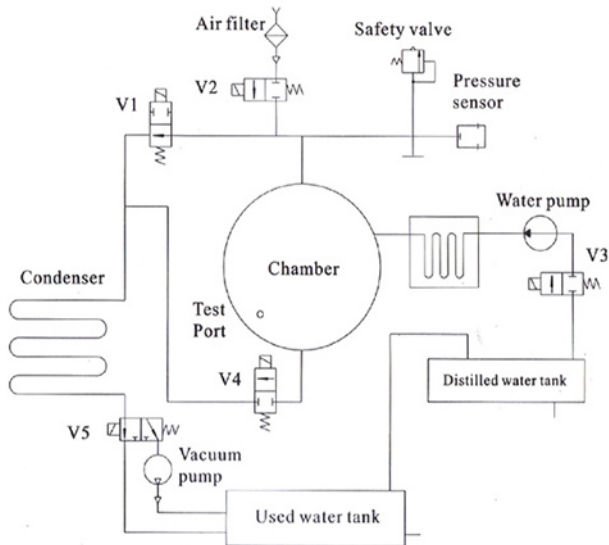 Air filter
Safety valve
V2
Pressure
sensor
V1
Water pump
V3
Condenser
Chamber
Test
Port
V4
Distilled water tank
V5
Vacuum
pump
Used water tank